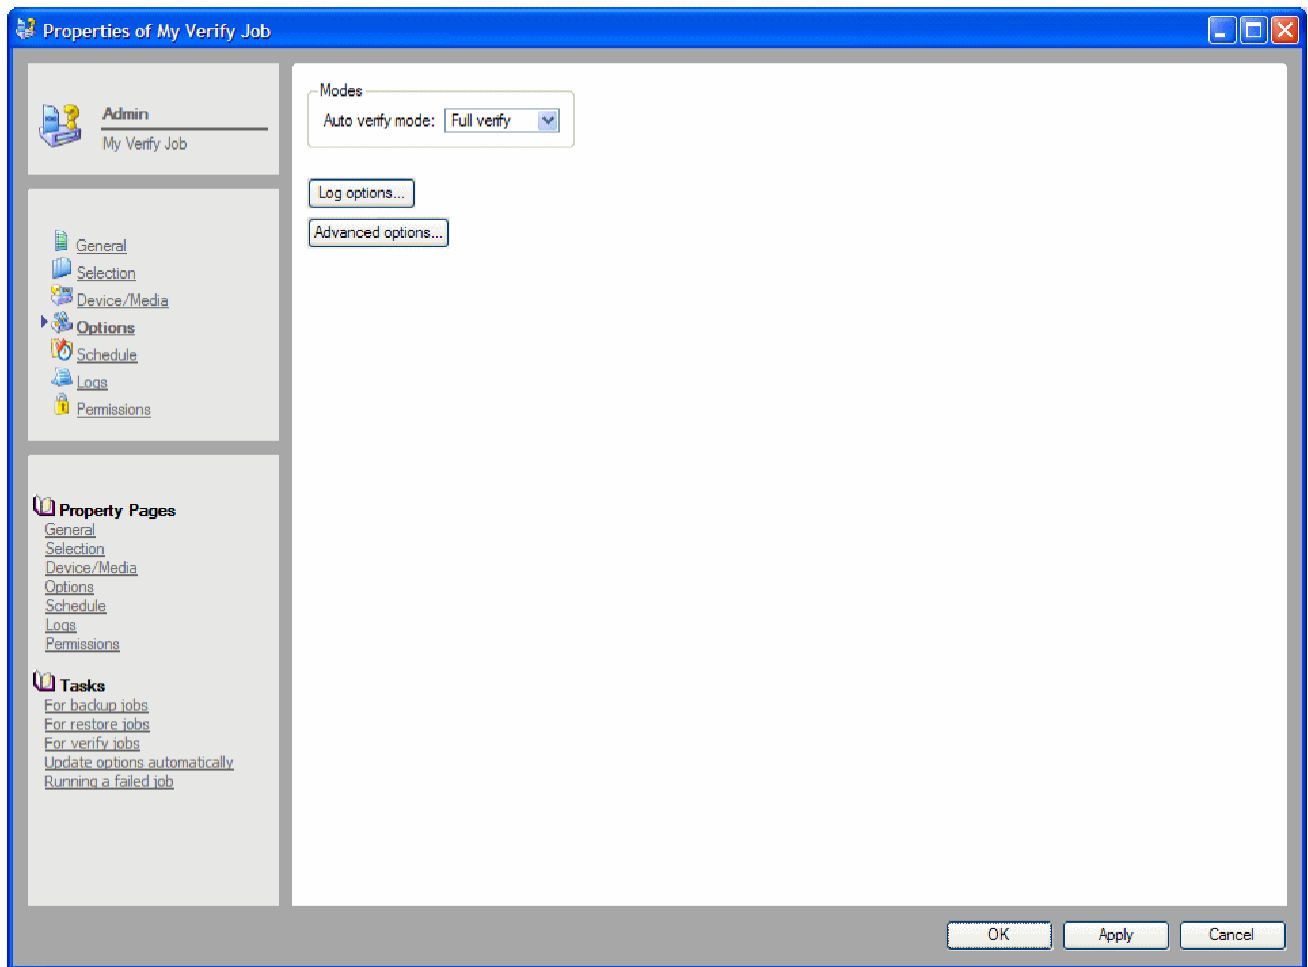 Properties of My Verify Job
Admin
My Verify Job
General
Selection
Device/Media
Options
Schedule
Logs
Permissions
Property Pages
General
Selection
Device/Media
Options
Schedule
Logs
Permissions
Tasks
For backup jobs
For restore jobs
For verify jobs
Update options automatically
Running a failed job
Modes
Auto verify mode: Full verify
Log options...
Advanced options...
OK Apply Cancel